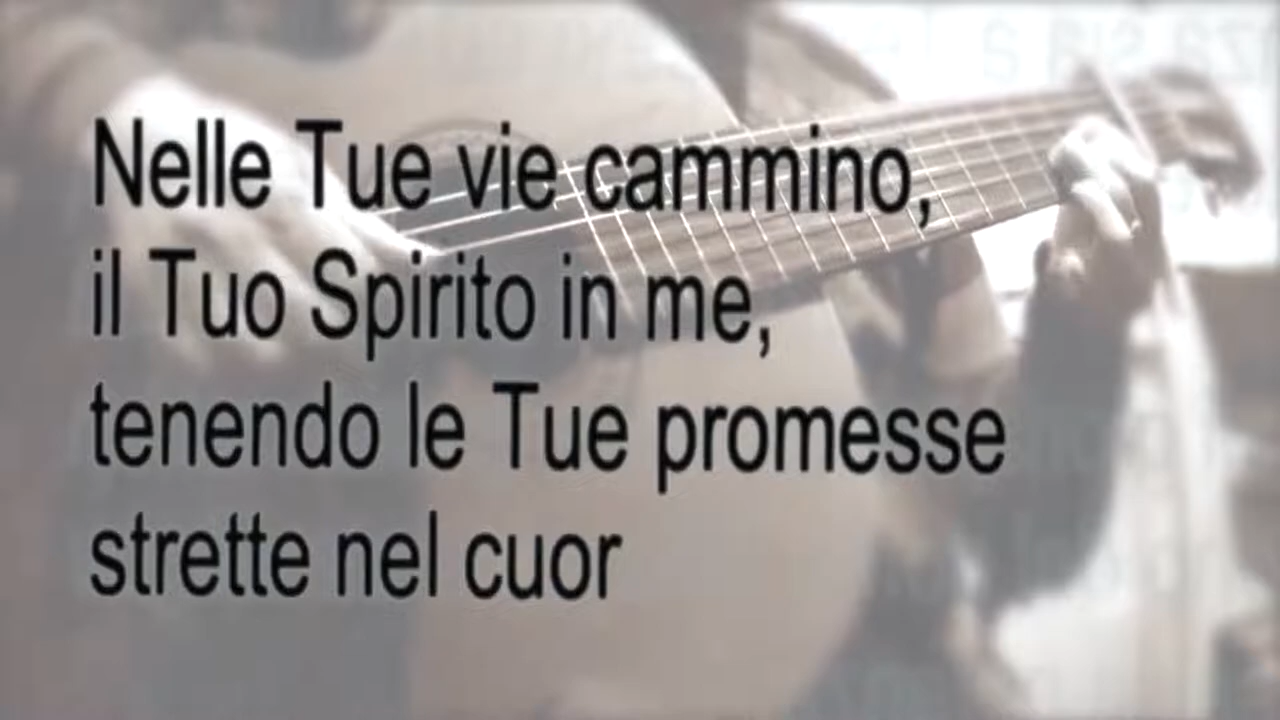 Nelle Tue vie cammino,
il Tuo Spirito in me,
tenendo le Tue promesse
strette nel cuor